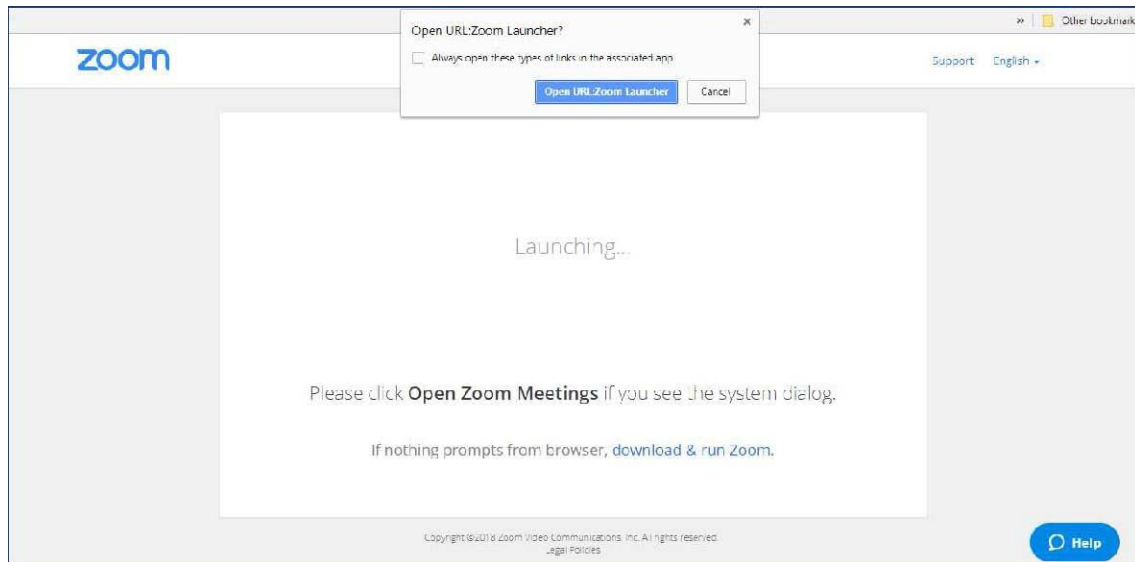 Open URL:Zoom Launcher?
×
Always open these types of links in the associated app
Open URL:Zoom Launcher
Cancel
» Other bookmark
zoom
Support English
Launching...
Please click Open Zoom Meetings if you see the system dialog.
If nothing prompts from browser, download & run Zoom.
Copyright ©2018 Zoom Video Communications, Inc. All rights reserved.
Legal Policies
Help